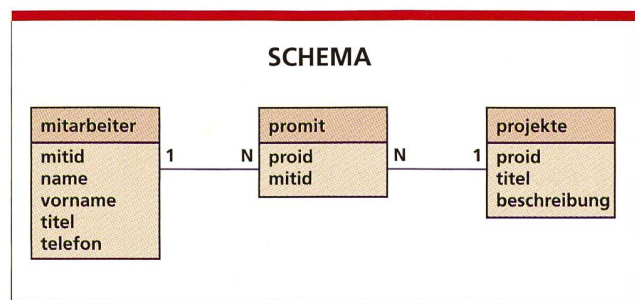 SCHEMA
mitarbeiter
mitid
name
vorname
titel
telefon
1
N
promit
proid
mitid
N
1
projekte
proid
titel
beschreibung